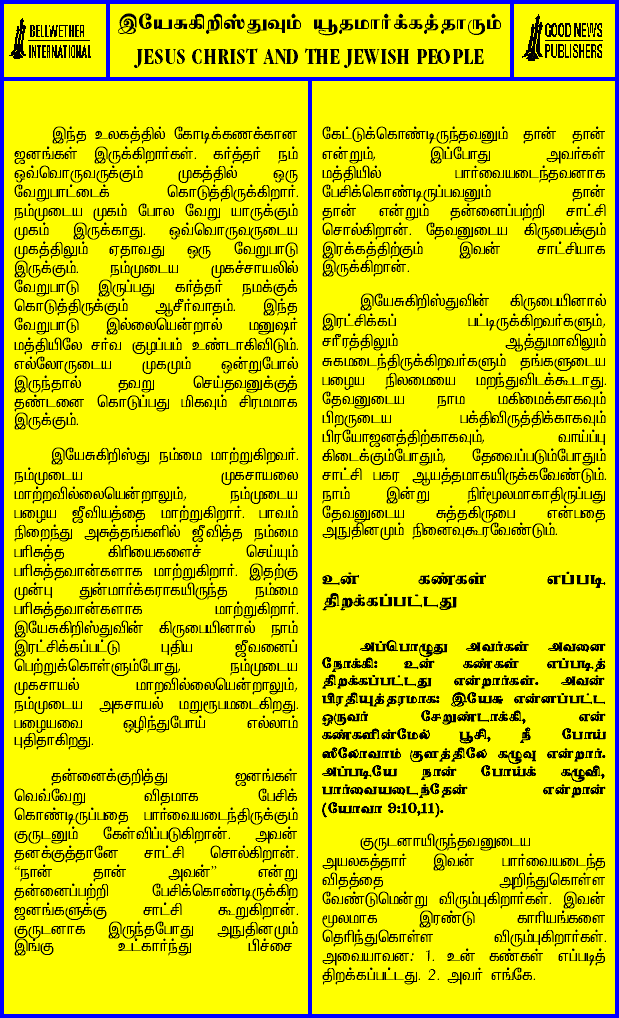 BELLWETHER
INTERNATIONAL
இயேசுகிறிஸ்துவும் யூதமார்க்கத்தாரும்
JESUS CHRIST AND THE JEWISH PEOPLE
GOOD NEWS
PUBLISHERS
இந்த உலகத்தில் கோடிக்கணக்கான
ஜனங்கள் இருக்கிறார்கள். கர்த்தர் நம்
ஒவ்வொருவருக்கும் முகத்தில் ஒரு
வேறுபாட்டைக் கொடுத்திருக்கிறார்.
நம்முடைய முகம் போல வேறு யாருக்கும்
முகம் இருக்காது. ஒவ்வொருவருடைய
முகத்திலும் ஏதாவது ஒரு வேறுபாடு
இருக்கும். நம்முடைய முகச்சாயலில்
வேறுபாடு இருப்பது கர்த்தர் நமக்குக்
கொடுத்திருக்கும் ஆசீர்வாதம். இந்த
வேறுபாடு இல்லையென்றால் மனுஷர்
மத்தியிலே சர்வ குழப்பம் உண்டாகிவிடும்.
எல்லோருடைய முகமும் ஒன்றுபோல்
இருந்தால் தவறு செய்தவனுக்குத்
தண்டனை கொடுப்பது மிகவும் சிரமமாக
இருக்கும்.
இயேசுகிறிஸ்து நம்மை மாற்றுகிறவர்.
நம்முடைய முகசாயலை
மாற்றவில்லையென்றாலும், நம்முடைய
பழைய ஜீவியத்தை மாற்றுகிறார். பாவம்
நிறைந்து அசுத்தங்களில் ஜீவித்த நம்மை
பரிசுத்த கிரியைகளைச் செய்யும்
பரிசுத்தவான்களாக மாற்றுகிறார். இதற்கு
முன்பு துன்மார்க்கராகயிருந்த நம்மை
பரிசுத்தவான்களாக மாற்றுகிறார்.
இயேசுகிறிஸ்துவின் கிருபையினால் நாம்
இரட்சிக்கப்பட்டு புதிய ஜீவனைப்
பெற்றுக்கொள்ளும்போது, நம்முடைய
முகசாயல் மாறவில்லையென்றாலும்,
நம்முடைய அகசாயல் மறுரூபமடைகிறது.
பழையவை ஒழிந்துபோய் எல்லாம்
புதிதாகிறது.
தன்னைக்குறித்து ஜனங்கள்
வெவ்வேறு விதமாக பேசிக்
கொண்டிருப்பதை பார்வையடைந்திருக்கும்
குருடனும் கேள்விப்படுகிறான். அவன்
தனக்குத்தானே சாட்சி சொல்கிறான்.
“நான் தான் அவன்” என்று
தன்னைப்பற்றி பேசிக்கொண்டிருக்கிற
ஜனங்களுக்கு சாட்சி கூறுகிறான்.
குருடனாக இருந்தபோது அநுதினமும்
இங்கு உட்கார்ந்து பிச்சை
கேட்டுக்கொண்டிருந்தவனும் தான் தான்
என்றும், இப்போது அவர்கள்
மத்தியில் பார்வையடைந்தவனாக
பேசிக்கொண்டிருப்பவனும் தான்
தான் என்றும் தன்னைப்பற்றி சாட்சி
சொல்கிறான். தேவனுடைய கிருபைக்கும்
இரக்கத்திற்கும் இவன் சாட்சியாக
இருக்கிறான்.
இயேசுகிறிஸ்துவின் கிருபையினால்
இரட்சிக்கப் பட்டிருக்கிறவர்களும்,
சரீரத்திலும் ஆத்துமாவிலும்
சுகமடைந்திருக்கிறவர்களும் தங்களுடைய
பழைய நிலமையை மறந்துவிடக்கூடாது.
தேவனுடைய நாம மகிமைக்காகவும்
பிறருடைய பக்திவிருத்திக்காகவும்
பிரயோஜனத்திற்காகவும், வாய்ப்பு
கிடைக்கும்போதும், தேவைப்படும்போதும்
சாட்சி பகர ஆயத்தமாகயிருக்கவேண்டும்.
நாம் இன்று நிர்மூலமாகாதிருப்பது
தேவனுடைய சுத்தகிருபை என்பதை
அநுதினமும் நினைவுகூரவேண்டும்.
உன் கண்கள் எப்படி
திறக்கப்பட்டது
அப்பொழுது அவர்கள் அவனை
நோக்கி: உன் கண்கள் எப்படித்
திறக்கப்பட்டது என்றார்கள். அவன்
பிரதியுத்தரமாக: இயேசு என்னப்பட்ட
ஒருவர் சேறுண்டாக்கி, என்
கண்களின்மேல் பூசி, நீ போய்
ஸீலோவாம் குளத்திலே கழுவு என்றார்.
அப்படியே நான் போய்க் கழுவி,
பார்வையடைந்தேன் என்றான்
(யோவா 9:10,11).
குருடனாயிருந்தவனுடைய
அயலகத்தார் இவன் பார்வையடைந்த
விதத்தை அறிந்துகொள்ள
வேண்டுமென்று விரும்புகிறார்கள். இவன்
மூலமாக இரண்டு காரியங்களை
தெரிந்துகொள்ள விரும்புகிறார்கள்.
அவையாவன: 1. உன் கண்கள் எப்படித்
திறக்கப்பட்டது. 2. அவர் எங்கே.